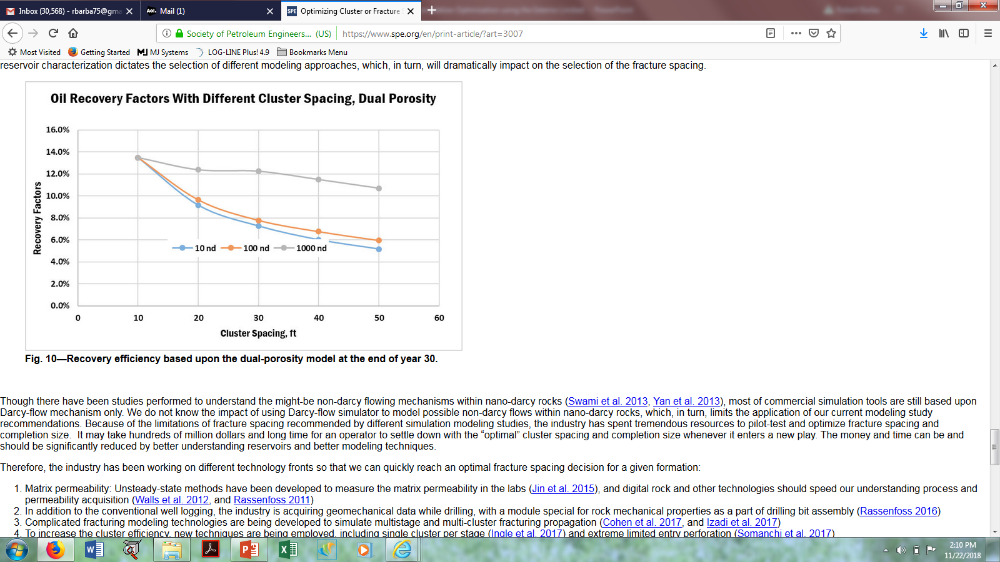 Inbox (30,568) - rbarba75@gma
Aol. Mail (1)
SPE Optimizing Cluster or Fracture
Society of Petroleum Engineers... (US) https://www.spe.org/en/print-article/?art=3007
Most Visited Getting Started MJ Systems LOG-LINE Plus! 4.9 Bookmarks Menu
reservoir characterization dictates the selection of different modeling approaches, which, in turn, will dramatically impact on the selection of the fracture spacing.
Oil Recovery Factors With Different Cluster Spacing, Dual Porosity
16.0%
14.0%
12.0%
10.0%
8.0%
6.0%
4.0%
2.0%
0.0%
Recovery Factors
10 nd 100 nd 1000 nd
0 10 20 30 40 50 60
Cluster Spacing, ft
Fig. 10—Recovery efficiency based upon the dual-porosity model at the end of year 30.
Though there have been studies performed to understand the might-be non-darcy flowing mechanisms within nano-darcy rocks (Swami et al. 2013, Yan et al. 2013), most of commercial simulation tools are still based upon
Darcy-flow mechanism only. We do not know the impact of using Darcy-flow simulator to model possible non-darcy flows within nano-darcy rocks, which, in turn, limits the application of our current modeling study
recommendations. Because of the limitations of fracture spacing recommended by different simulation modeling studies, the industry has spent tremendous resources to pilot-test and optimize fracture spacing and
completion size. It may take hundreds of million dollars and long time for an operator to settle down with the “optimal” cluster spacing and completion size whenever it enters a new play. The money and time can be and
should be significantly reduced by better understanding reservoirs and better modeling techniques.
Therefore, the industry has been working on different technology fronts so that we can quickly reach an optimal fracture spacing decision for a given formation:
1. Matrix permeability: Unsteady-state methods have been developed to measure the matrix permeability in the labs (Jin et al. 2015), and digital rock and other technologies should speed our understanding process and
permeability acquisition (Walls et al. 2012, and Rassenfoss 2011)
2. In addition to the conventional well logging, the industry is acquiring geomechanical data while drilling, with a module special for rock mechanical properties as a part of drilling bit assembly (Rassenfoss 2016)
3. Complicated fracturing modeling technologies are being developed to simulate multistage and multi-cluster fracturing propagation (Cohen et al. 2017, and Izadi et al. 2017)
4. To increase the cluster efficiency, new techniques are being employed, including single cluster per stage (Ingle et al. 2017) and extreme limited entry perforation (Somanchi et al. 2017)
2:10 PM
11/22/2018